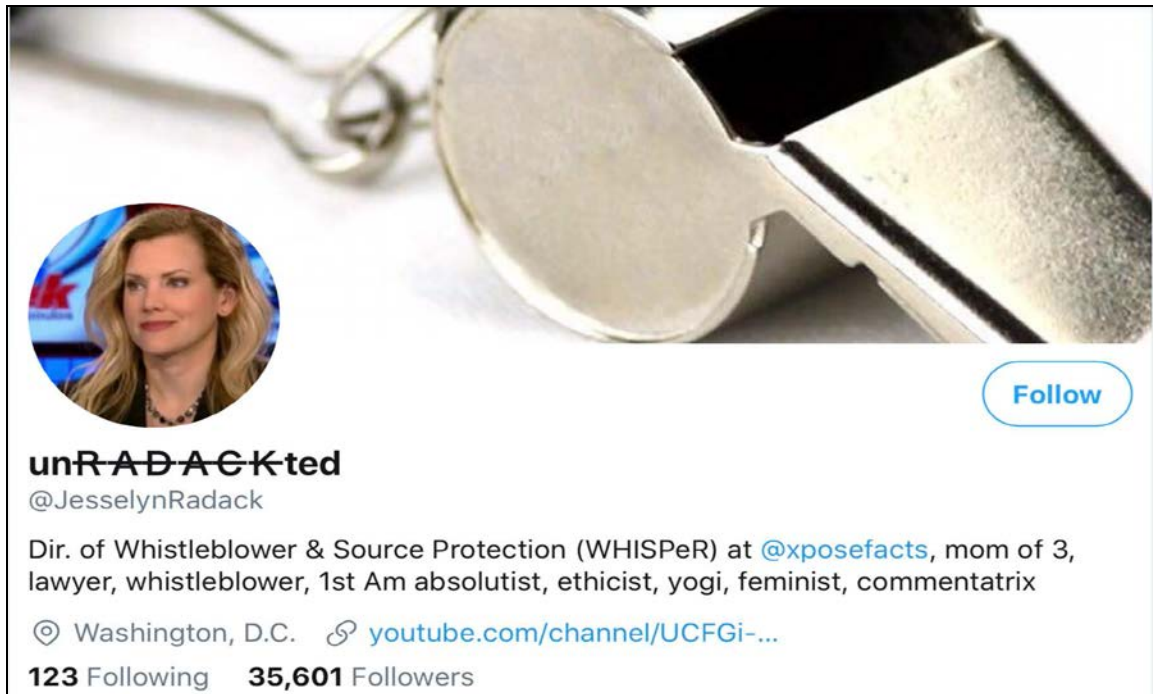 k
Follow
unRADACKted
@JesselynRadack
Dir. of Whistleblower & Source Protection (WHISPeR) at @xposefacts, mom of 3,
lawyer, whistleblower, 1st Am absolutist, ethicist, yogi, feminist, commentatrix
Washington, D.C. youtube.com/channel/UCFGi-...
123 Following 35,601 Followers